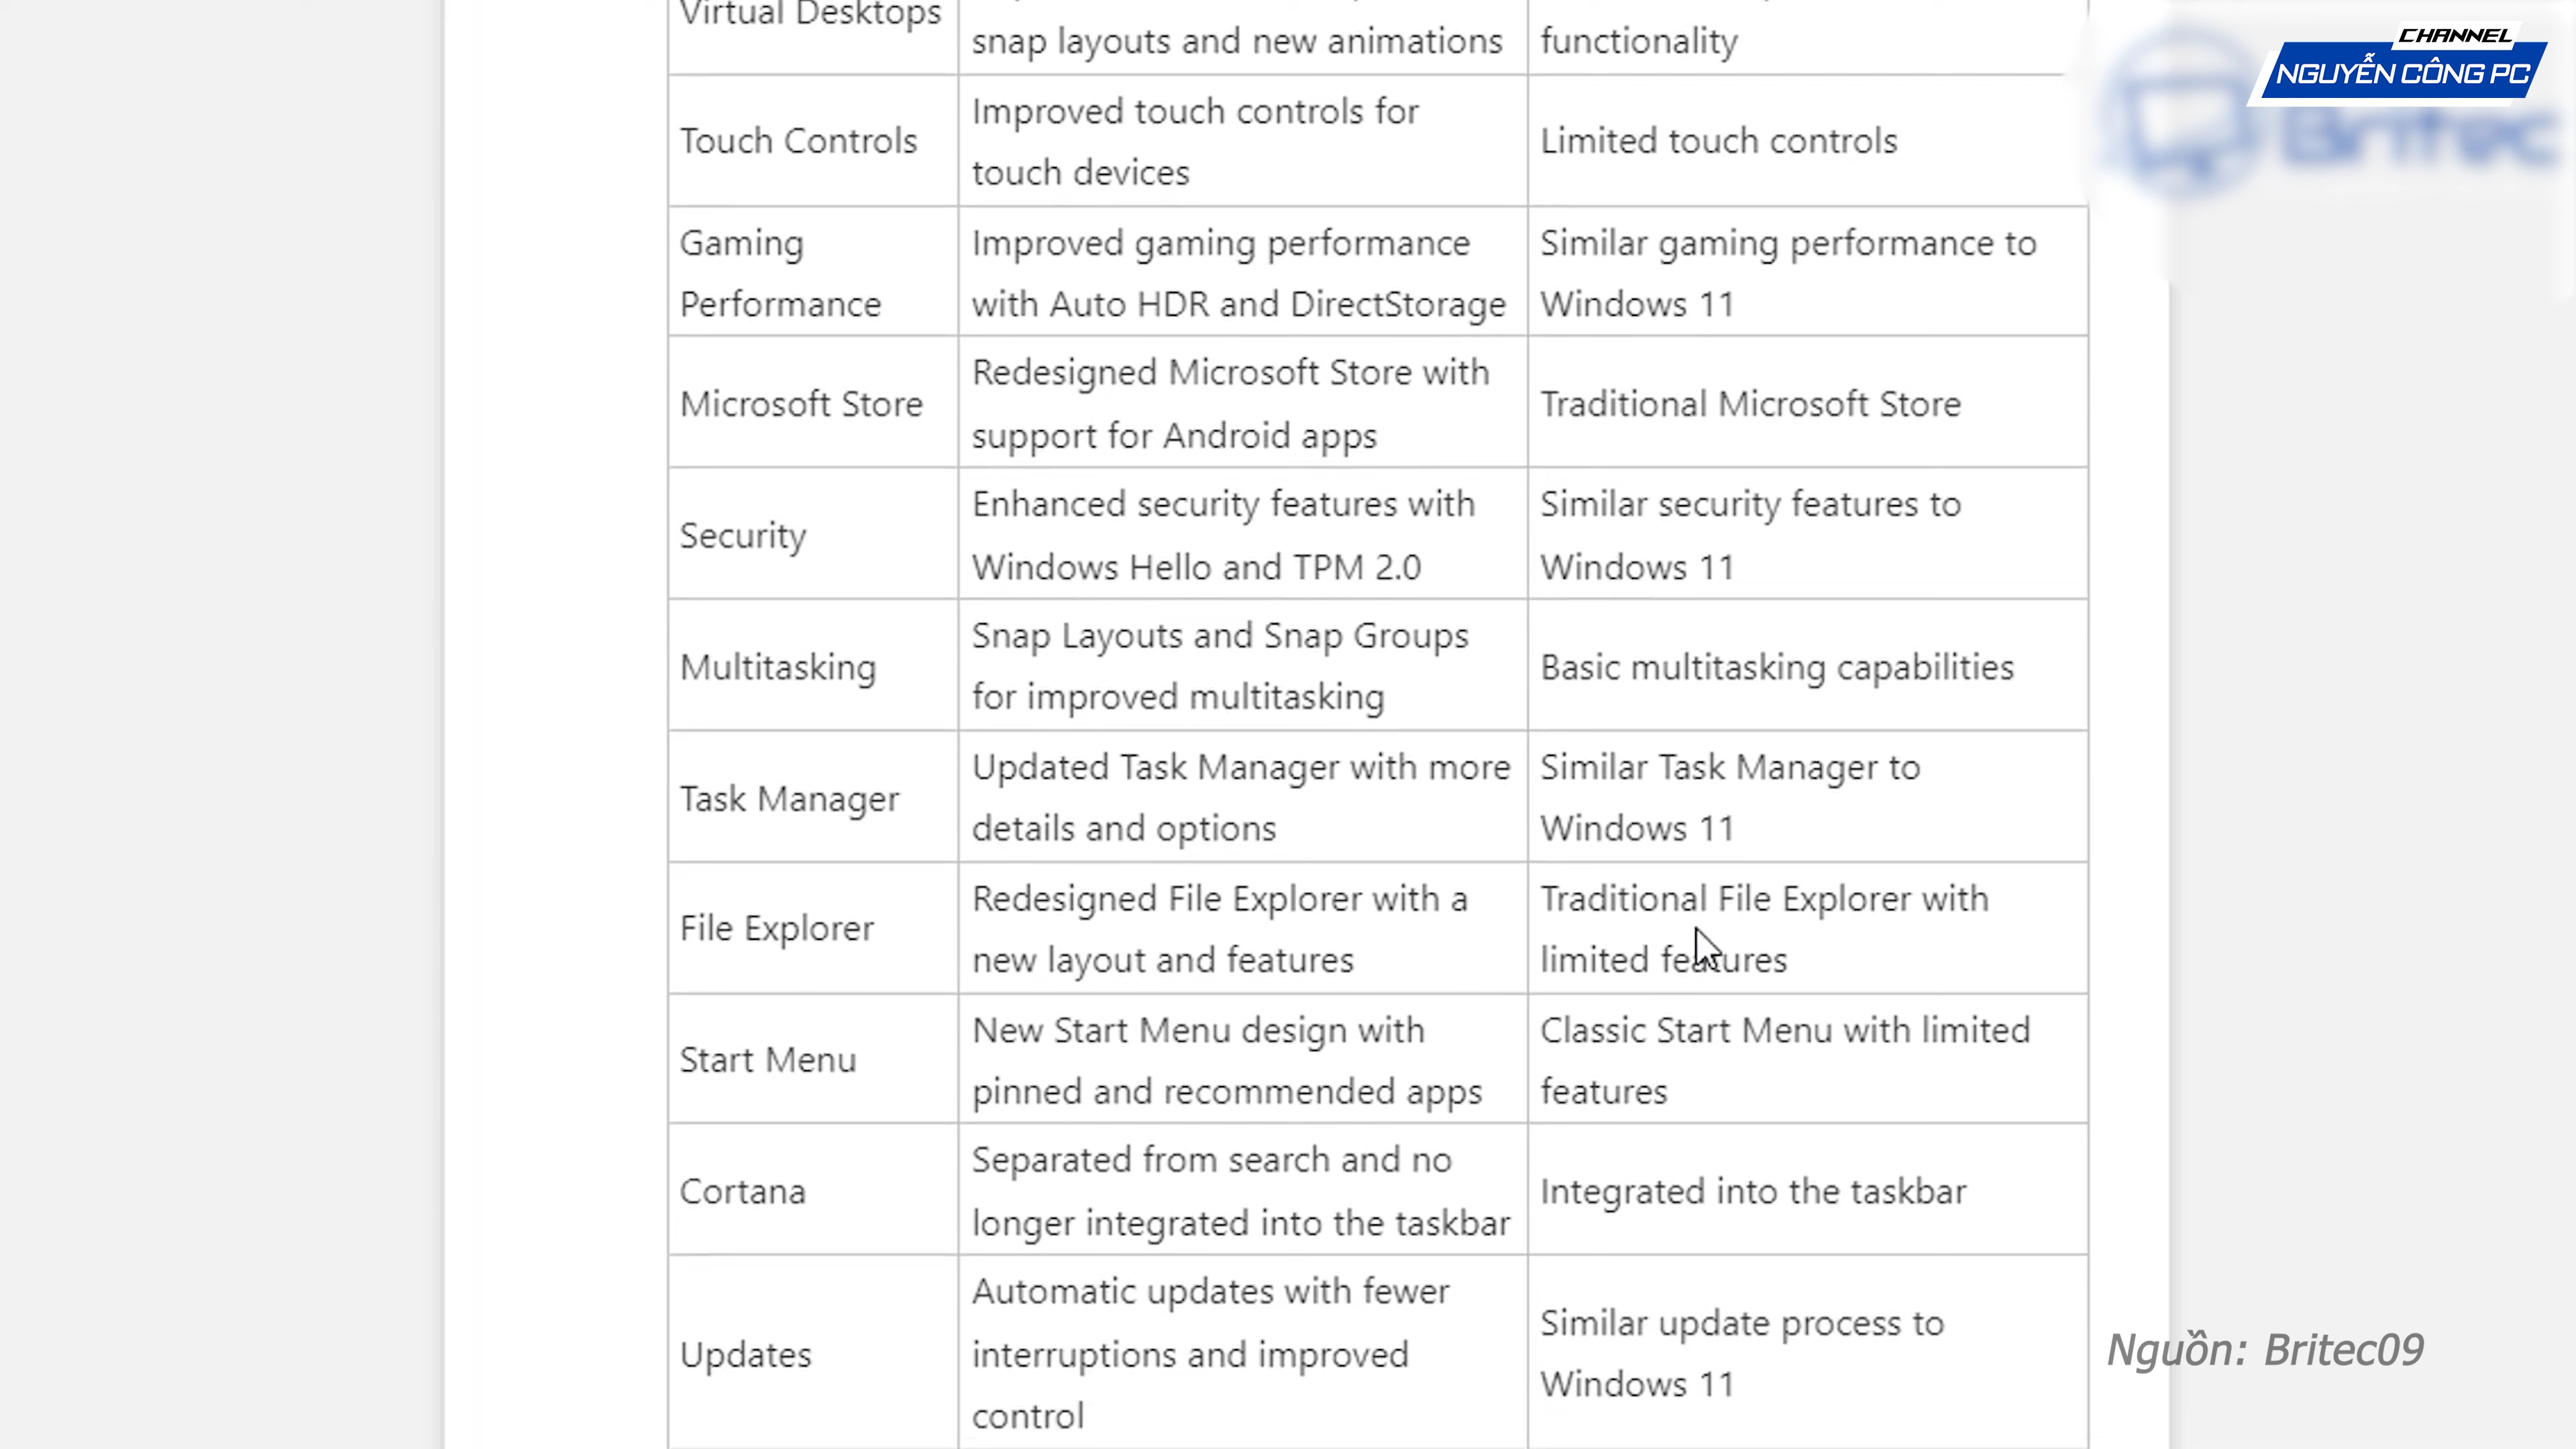 CHANNEL
NGUYỄN CÔNG PC
Britec
Virtual Desktops
snap layouts and new animations
functionality
Touch Controls
Improved touch controls for
touch devices
Limited touch controls
Gaming
Performance
Improved gaming performance
with Auto HDR and DirectStorage
Similar gaming performance to
Windows 11
Microsoft Store
Redesigned Microsoft Store with
support for Android apps
Traditional Microsoft Store
Security
Enhanced security features with
Windows Hello and TPM 2.0
Similar security features to
Windows 11
Multitasking
Snap Layouts and Snap Groups
for improved multitasking
Basic multitasking capabilities
Task Manager
Updated Task Manager with more
details and options
Similar Task Manager to
Windows 11
File Explorer
Redesigned File Explorer with a
new layout and features
Traditional File Explorer with
limited features
Start Menu
New Start Menu design with
pinned and recommended apps
Classic Start Menu with limited
features
Cortana
Separated from search and no
longer integrated into the taskbar
Integrated into the taskbar
Updates
Automatic updates with fewer
interruptions and improved
control
Similar update process to
Windows 11
Nguồn: Britec09